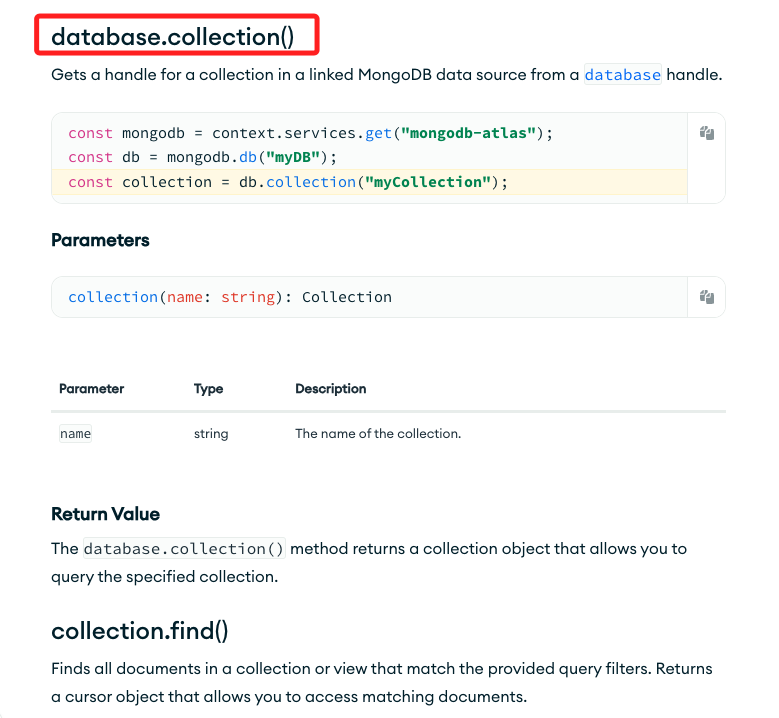 database.collection()
Gets a handle for a collection in a linked MongoDB data source from a database handle.
const mongodb = context.services.get("mongodb-atlas");
const db = mongodb.db("myDB");
const collection = db.collection("myCollection");
Parameters
collection(name: string): Collection
Parameter Type Description
name string The name of the collection.
Return Value
The database.collection() method returns a collection object that allows you to
query the specified collection.
collection.find()
Finds all documents in a collection or view that match the provided query filters. Returns
a cursor object that allows you to access matching documents.